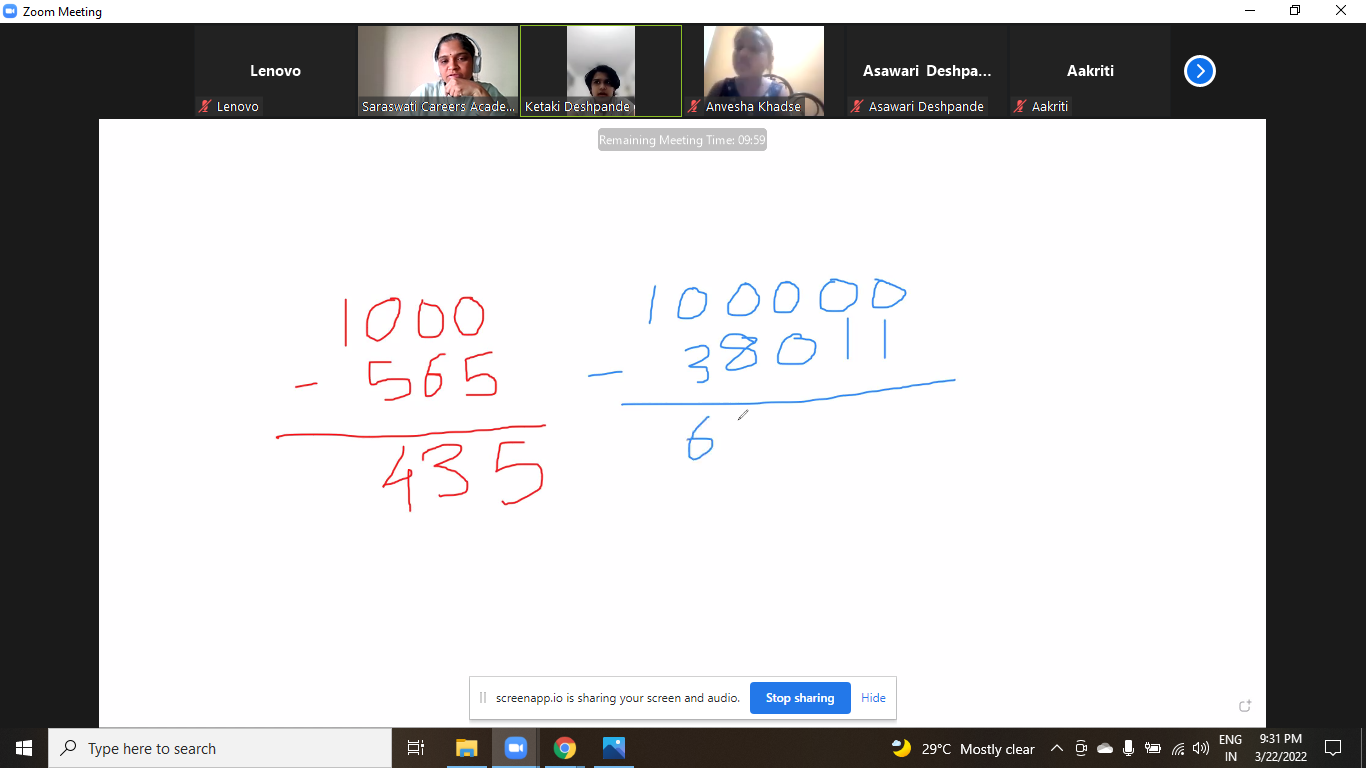 Zoom Meeting
Lenovo
Asawari Deshpa...
Aakriti
Lenovo
Saraswati Careers Acade...
Ketaki Deshpande
Anvesha Khadse
Asawari Deshpande
Aakriti
Remaining Meeting Time: 09:59
1000
- 565
435
100000
- 38011
6
screenapp.io is sharing your screen and audio.
Stop sharing
Hide
Type here to search
29°C Mostly clear
ENG
IN
9:31 PM
3/22/2022